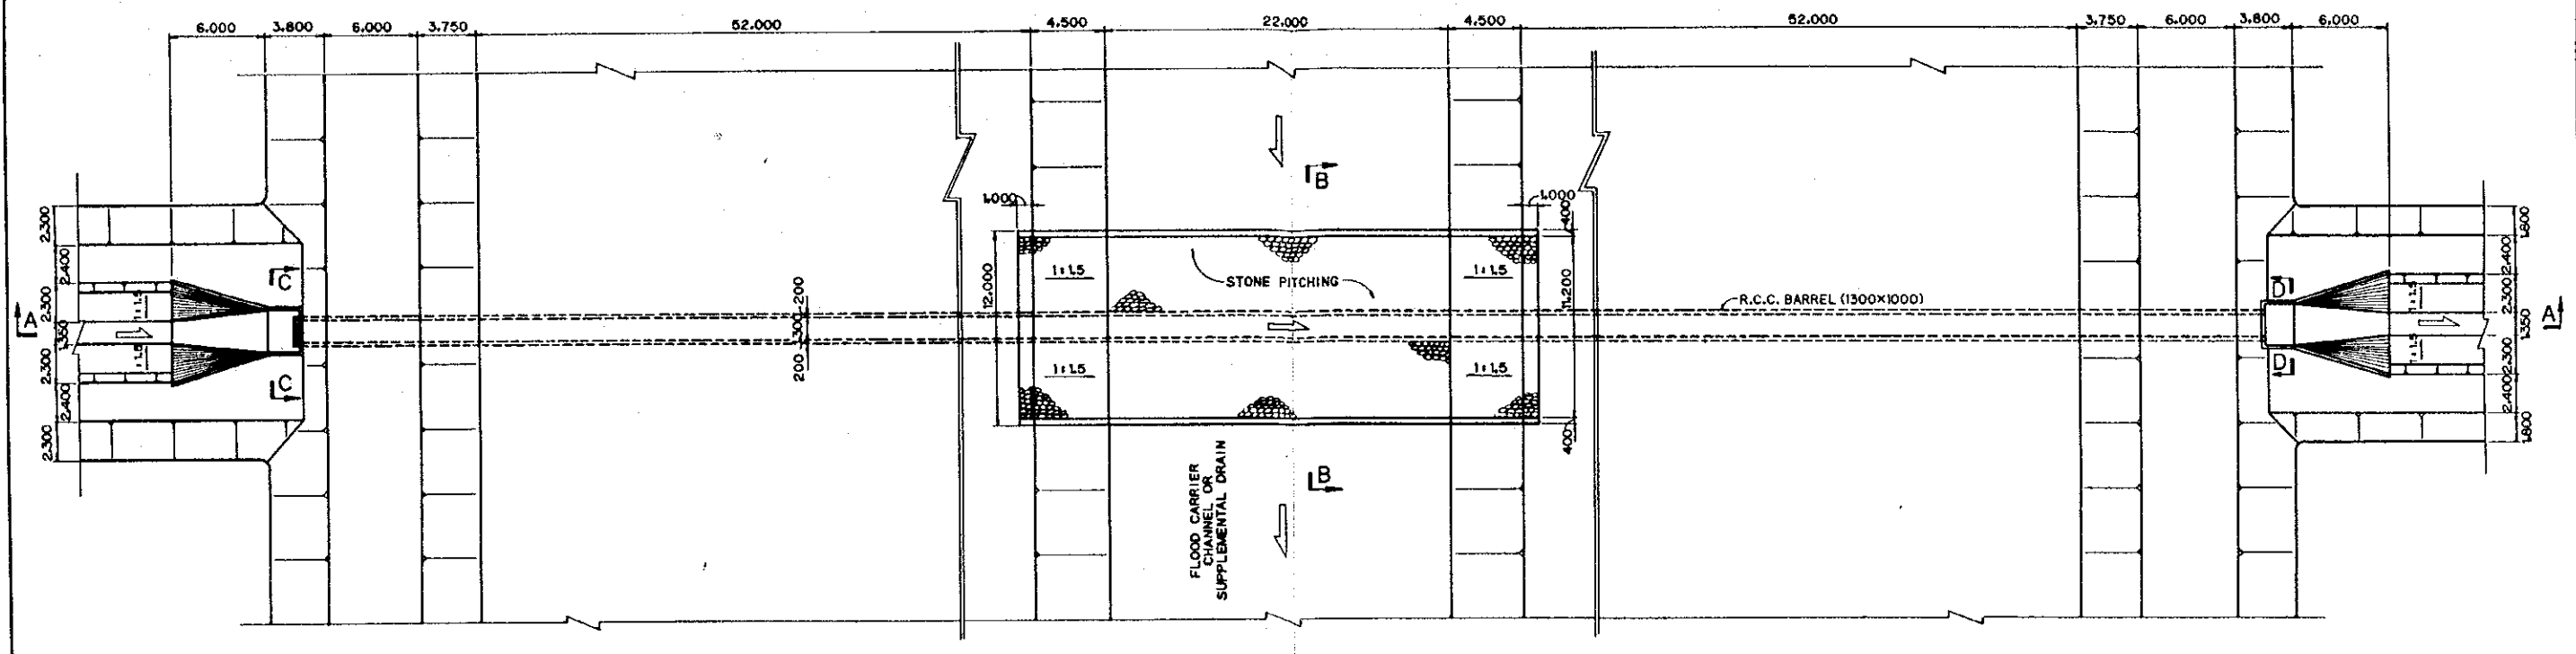 6.000 3.800 6.000 3.750 52.000 4.500 22.000 4.500 52.000 3.750 6.000 3.800 6.000
B
1.000 1.000
400
2.300 1.800
2.400 2.400
C
1:1.5 1:1.5
STONE PITCHING
12.000
11.200
D
2.300 2.300
1:1.5 1:1.5
200
R.C.C. BARREL (1300×1000)
A A
1.350 1.300 1.350
1:1.5 1:1.5
200
2.300 2.300
1:1.5 1:1.5
C D
2.400 2.400
2.300 1.800
400
B
FLOOD CARRIER
CHANNEL OR
SUPPLEMENTAL DRAIN